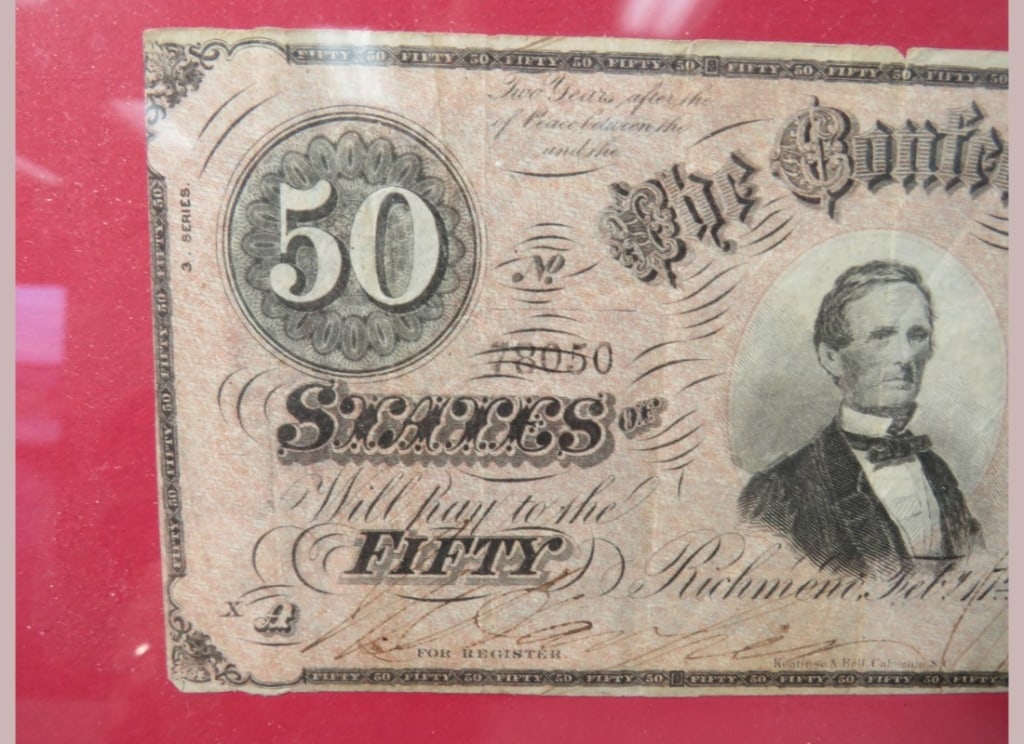 FIFTY 50 FIFTY 50 FIFTY 50 FIFTY 50 FIFTY 50 FIFTY 50 FIFTY 50
Two Years after the
of Peace between the
and the
The Confe
3. SERIES.
50
No
78050
STATES OF
Will pay to the
FIFTY
Richmond, Feb. 17
X A
FOR REGISTER.
Keatinge & Ball, Columbia, S.C.
FIFTY 50 FIFTY 50 FIFTY 50 FIFTY 50 FIFTY 50 FIFTY 50 FIFTY 50 FIFTY